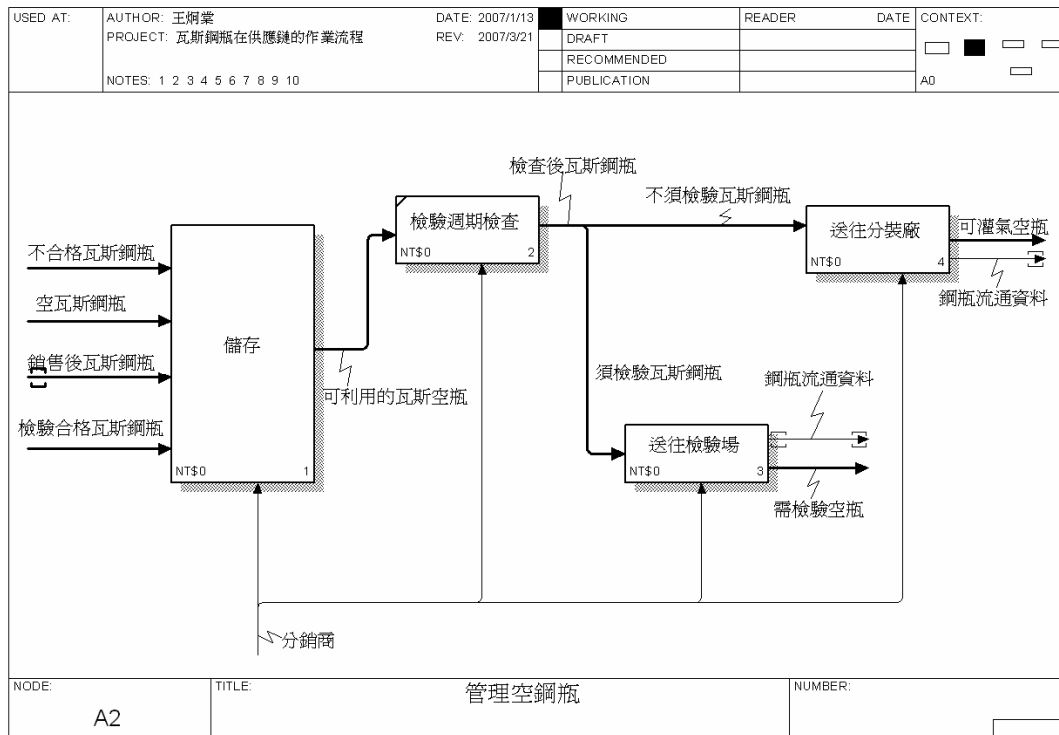 USED AT:
AUTHOR: 王炯棠
DATE: 2007/1/13
PROJECT: 瓦斯鋼瓶在供應鏈的作業流程
REV: 2007/3/21
NOTES: 1 2 3 4 5 6 7 8 9 10
WORKING
DRAFT
RECOMMENDED
PUBLICATION
READER DATE
CONTEXT:
A0
檢查後瓦斯鋼瓶
不須檢驗瓦斯鋼瓶
檢驗週期檢查
NT$0 2
送往分裝廠
NT$0 4
可灌氣空瓶
鋼瓶流通資料
不合格瓦斯鋼瓶
空瓦斯鋼瓶
銷售後瓦斯鋼瓶
檢驗合格瓦斯鋼瓶
儲存
NT$0 1
可利用的瓦斯空瓶
須檢驗瓦斯鋼瓶
鋼瓶流通資料
送往檢驗場
NT$0 3
需檢驗空瓶
分銷商
NODE:
A2
TITLE:
管理空鋼瓶
NUMBER: